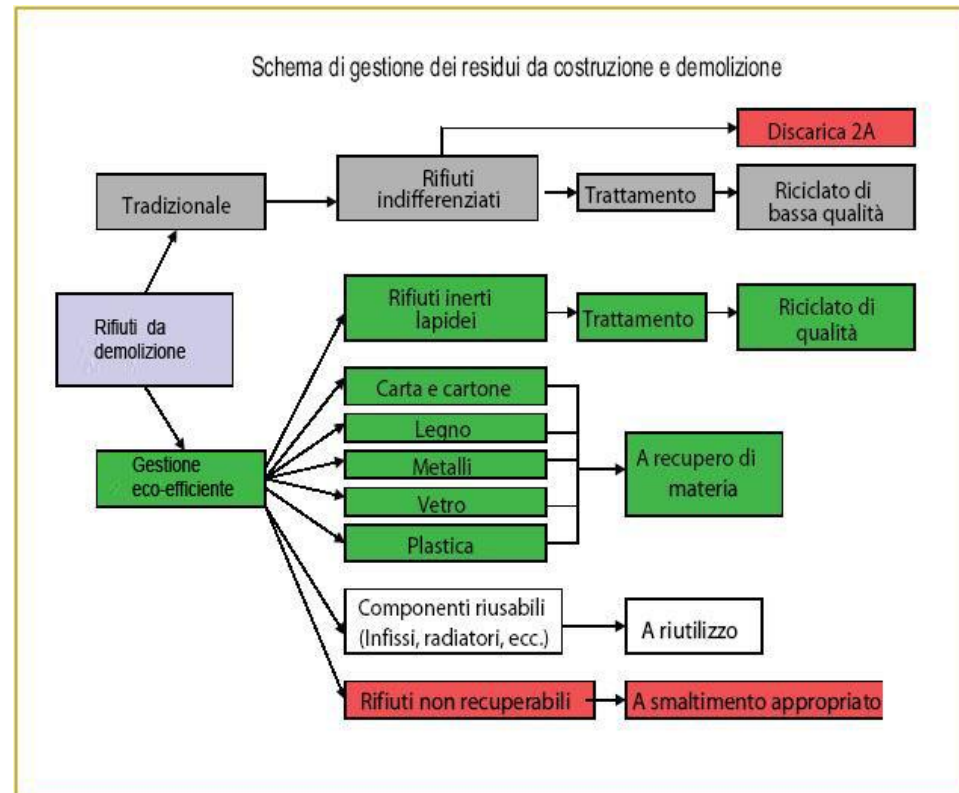 Schema di gestione dei residui da costruzione e demolizione
Discarica 2A
Tradizionale
Rifiuti
indifferenziati
Trattamento
Riciclato di
bassa qualità
Rifiuti da
demolizione
Rifiuti inerti
lapidei
Trattamento
Riciclato di
qualità
Gestione
eco-efficiente
Carta e cartone
Legno
Metalli
Vetro
Plastica
A recupero di
materia
Componenti riusabili
(Infissi, radiatori, ecc.)
A riutilizzo
Rifiuti non recuperabili
A smaltimento appropriato